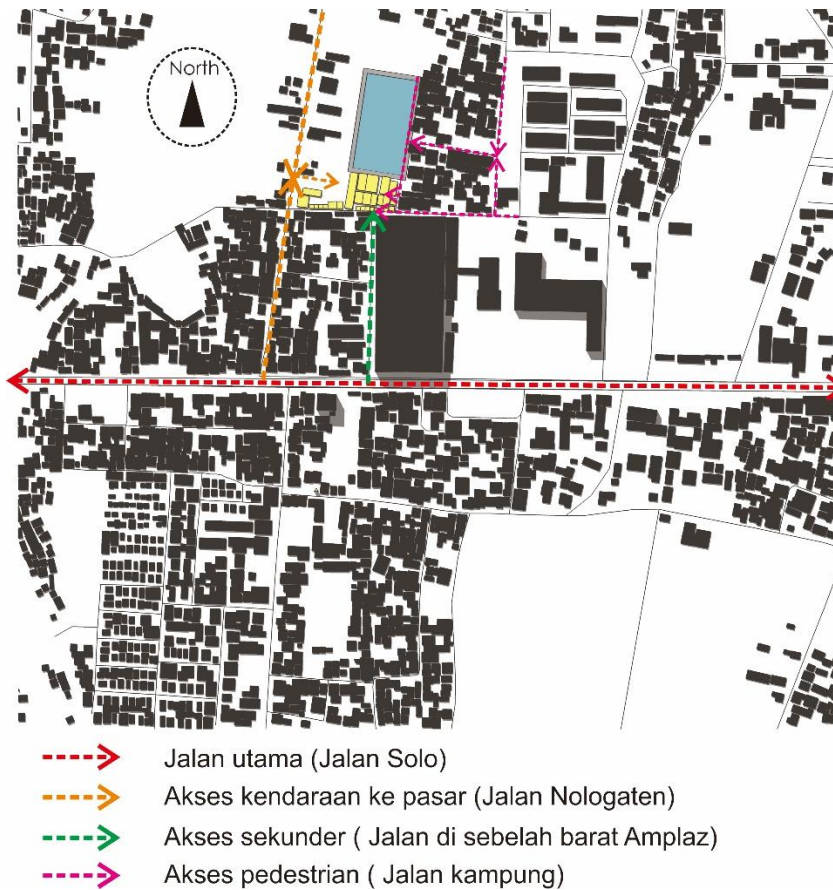 North
Jalan utama (Jalan Solo)
Akses kendaraan ke pasar (Jalan Nologaten)
Akses sekunder ( Jalan di sebelah barat Amplaz)
Akses pedestrian ( Jalan kampung)